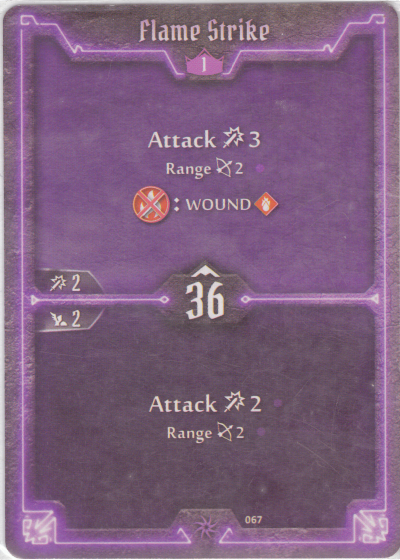 Flame Strike
1
Attack 3
Range 2
: WOUND
2
36
2
Attack 2
Range 2
067